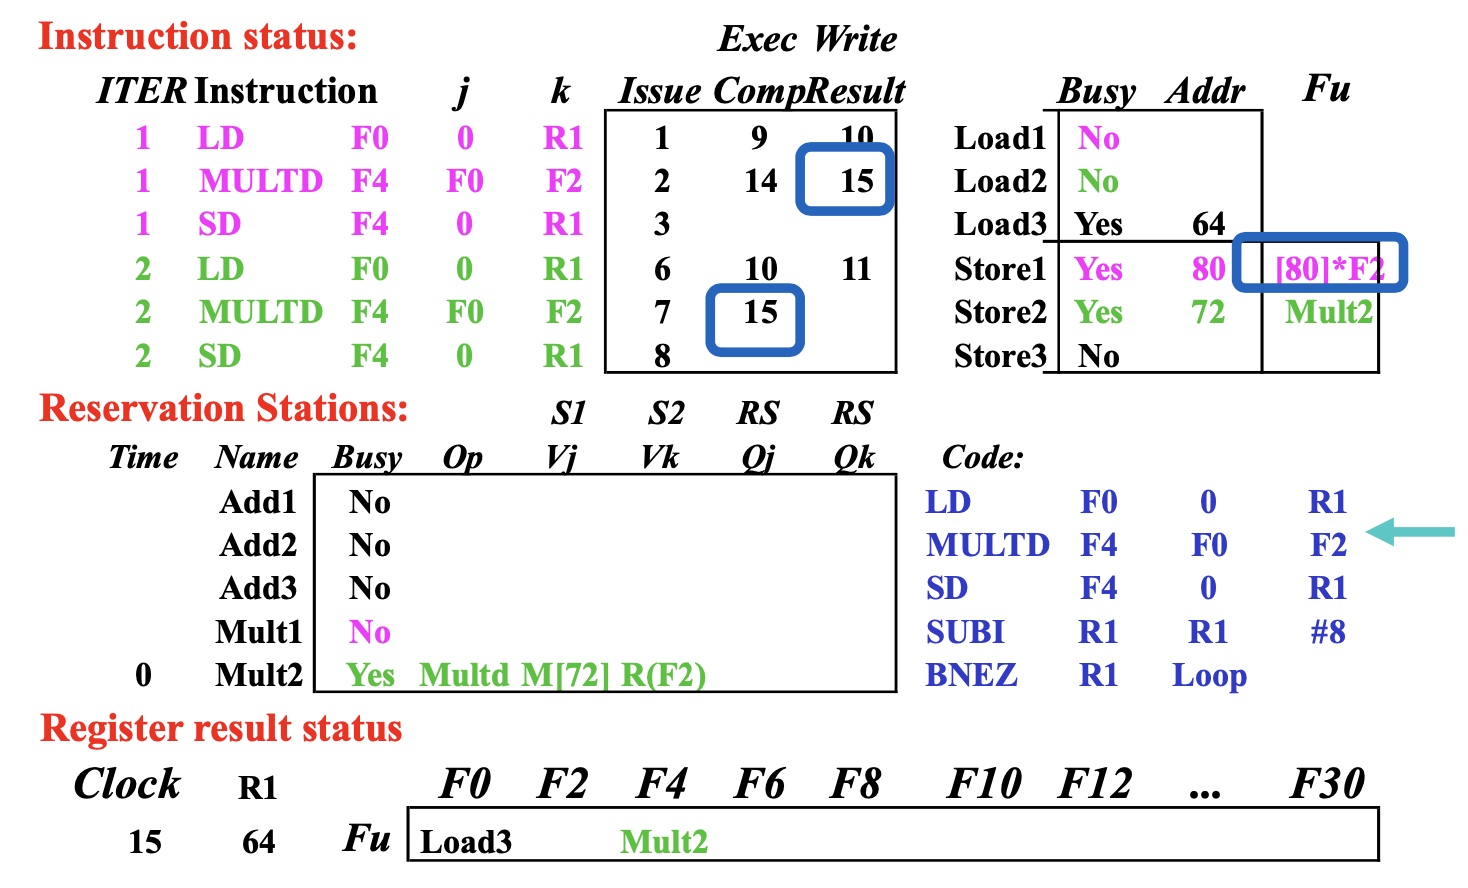 Instruction status: Exec Write
ITER Instruction j k Issue Comp Result Busy Addr Fu
1 LD F0 0 R1 1 9 10 Load1 No
1 MULTD F4 F0 F2 2 14 15 Load2 No
1 SD F4 0 R1 3 Load3 Yes 64
2 LD F0 0 R1 6 10 11 Store1 Yes 80 [80]*F2
2 MULTD F4 F0 F2 7 15 Store2 Yes 72 Mult2
2 SD F4 0 R1 8 Store3 No
Reservation Stations: S1 S2 RS RS
Time Name Busy Op Vj Vk Qj Qk Code:
Add1 No LD F0 0 R1
Add2 No MULTD F4 F0 F2
Add3 No SD F4 0 R1
Mult1 No SUBI R1 R1 #8
0 Mult2 Yes Multd M[72] R(F2) BNEZ R1 Loop
Register result status
Clock R1 F0 F2 F4 F6 F8 F10 F12 ... F30
15 64 Fu Load3 Mult2